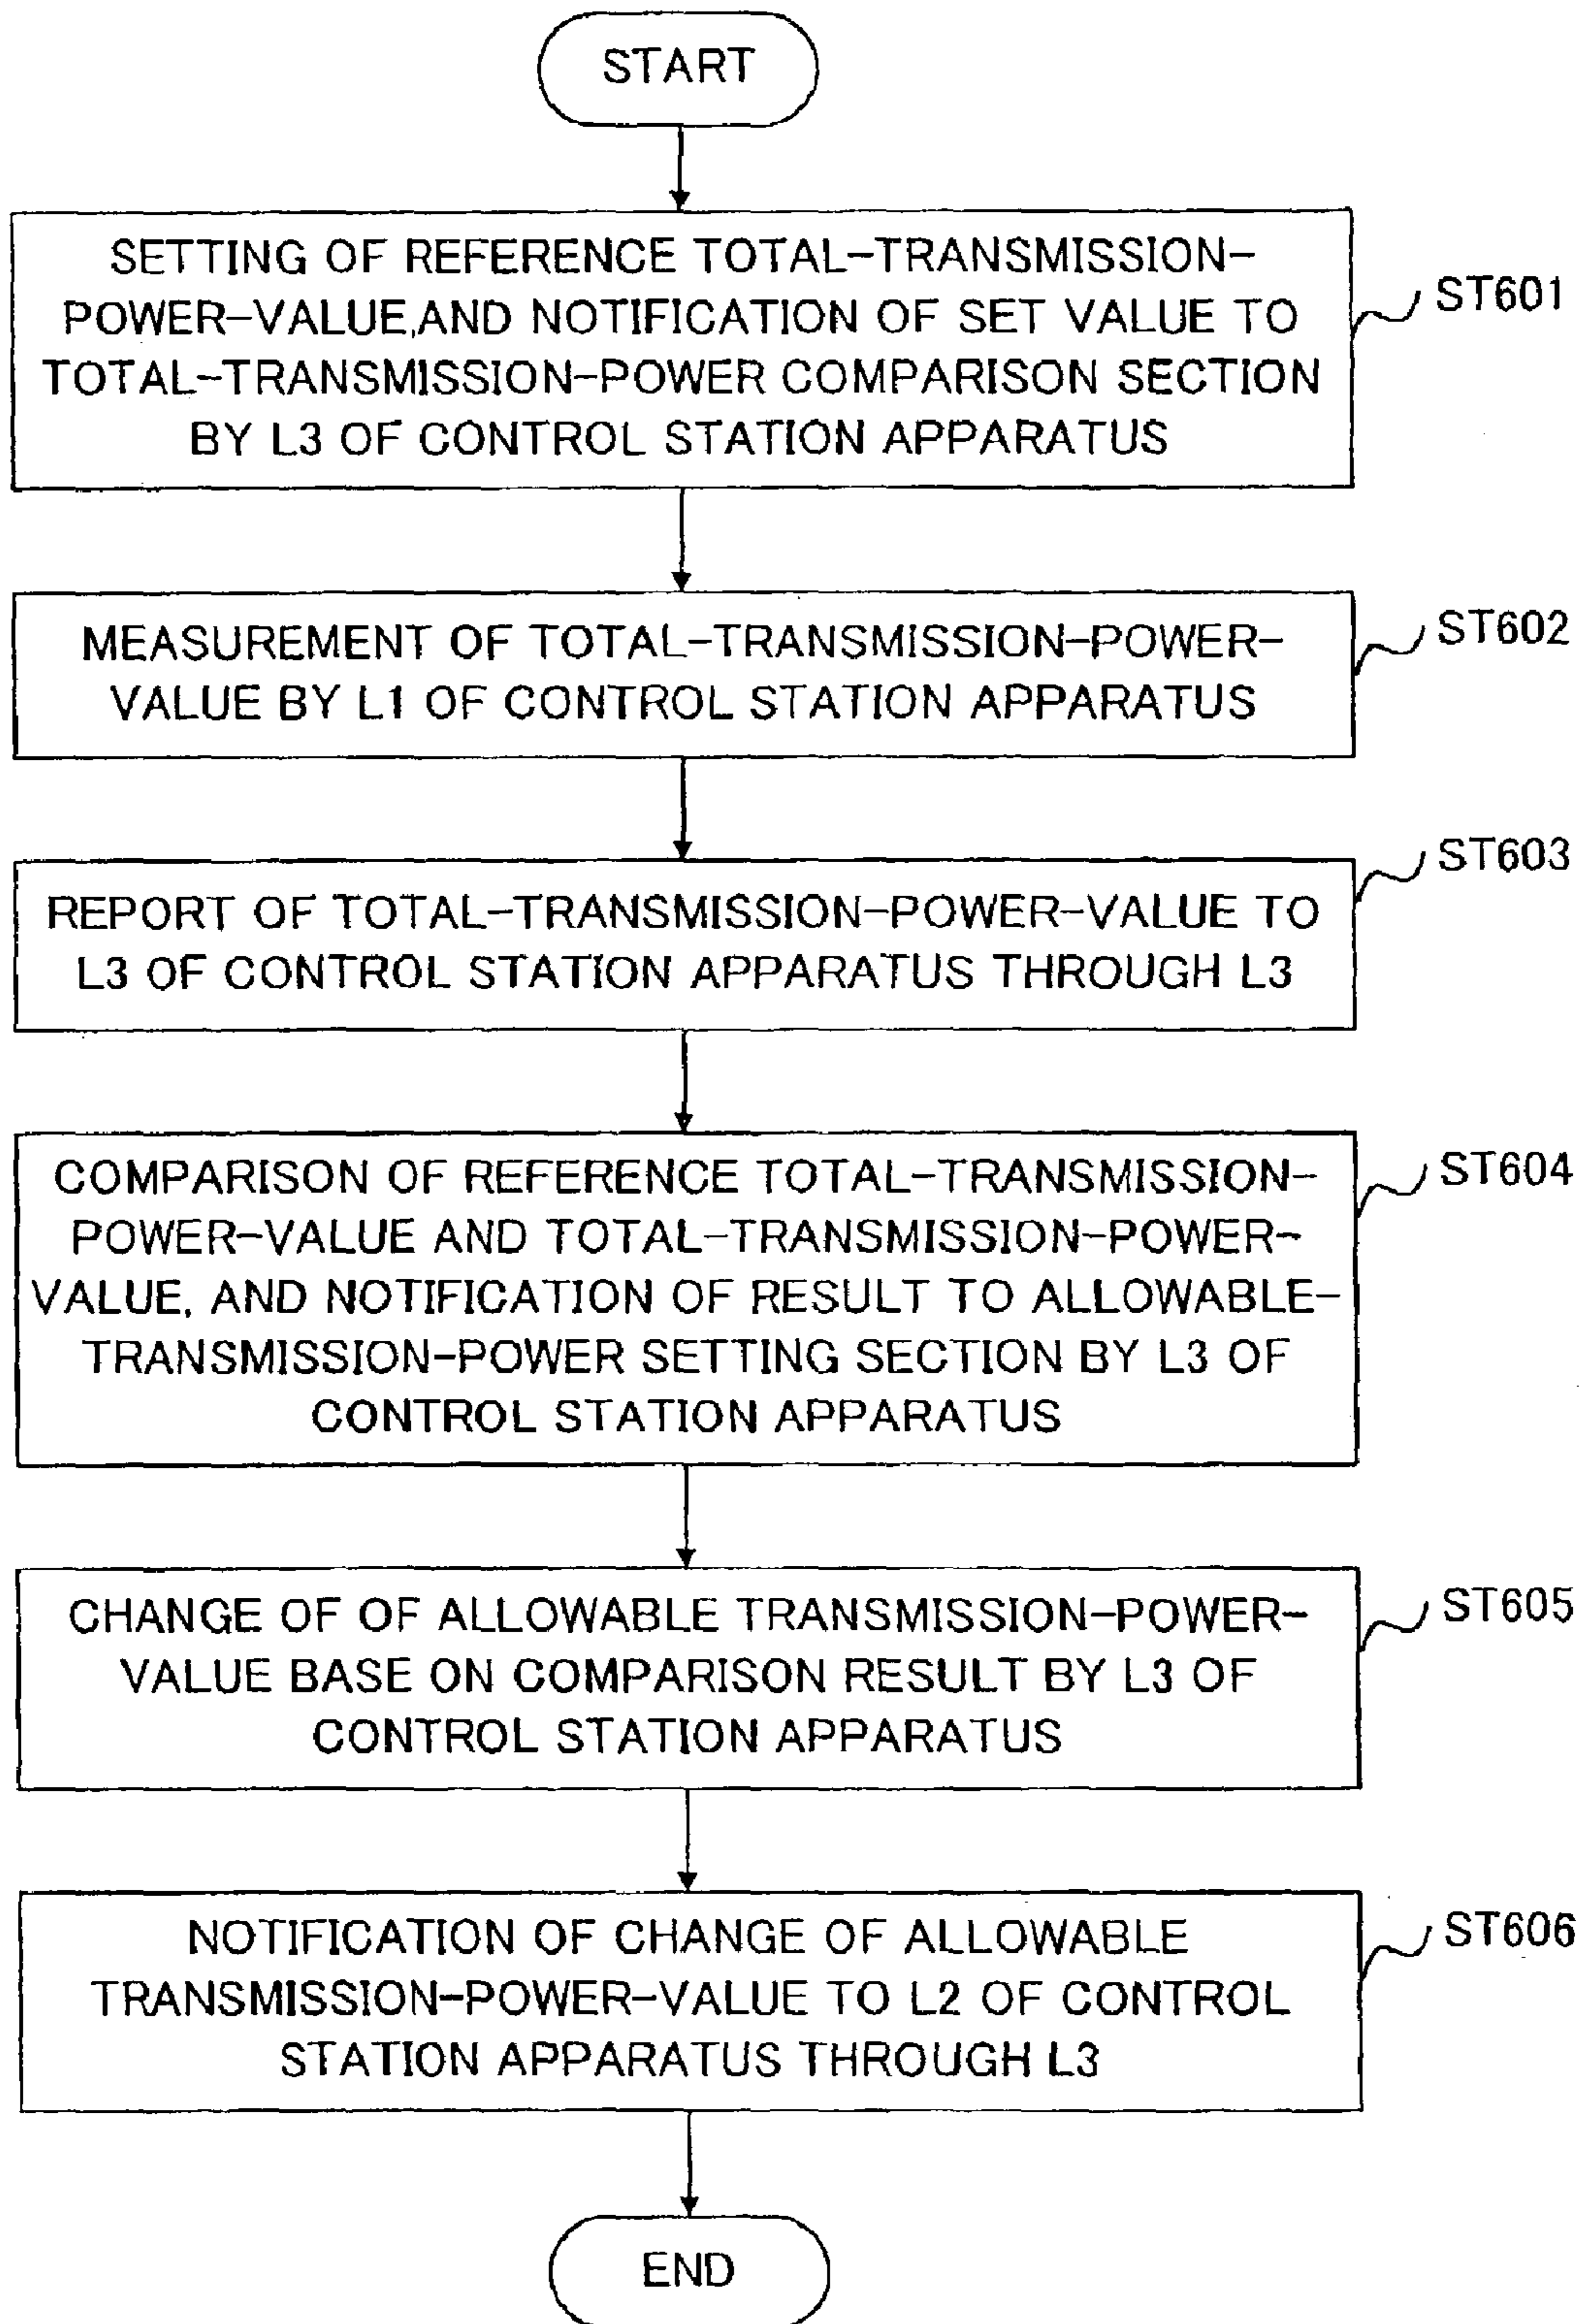 START
SETTING OF REFERENCE TOTAL-TRANSMISSION-
POWER-VALUE,AND NOTIFICATION OF SET VALUE TO
TOTAL-TRANSMISSION-POWER COMPARISON SECTION
BY L3 OF CONTROL STATION APPARATUS
ST601
MEASUREMENT OF TOTAL-TRANSMISSION-POWER-
VALUE BY L1 OF CONTROL STATION APPARATUS
ST602
REPORT OF TOTAL-TRANSMISSION-POWER-VALUE TO
L3 OF CONTROL STATION APPARATUS THROUGH L3
ST603
COMPARISON OF REFERENCE TOTAL-TRANSMISSION-
POWER-VALUE AND TOTAL-TRANSMISSION-POWER-
VALUE, AND NOTIFICATION OF RESULT TO ALLOWABLE-
TRANSMISSION-POWER SETTING SECTION BY L3 OF
CONTROL STATION APPARATUS
ST604
CHANGE OF OF ALLOWABLE TRANSMISSION-POWER-
VALUE BASE ON COMPARISON RESULT BY L3 OF
CONTROL STATION APPARATUS
ST605
NOTIFICATION OF CHANGE OF ALLOWABLE
TRANSMISSION-POWER-VALUE TO L2 OF CONTROL
STATION APPARATUS THROUGH L3
ST606
END